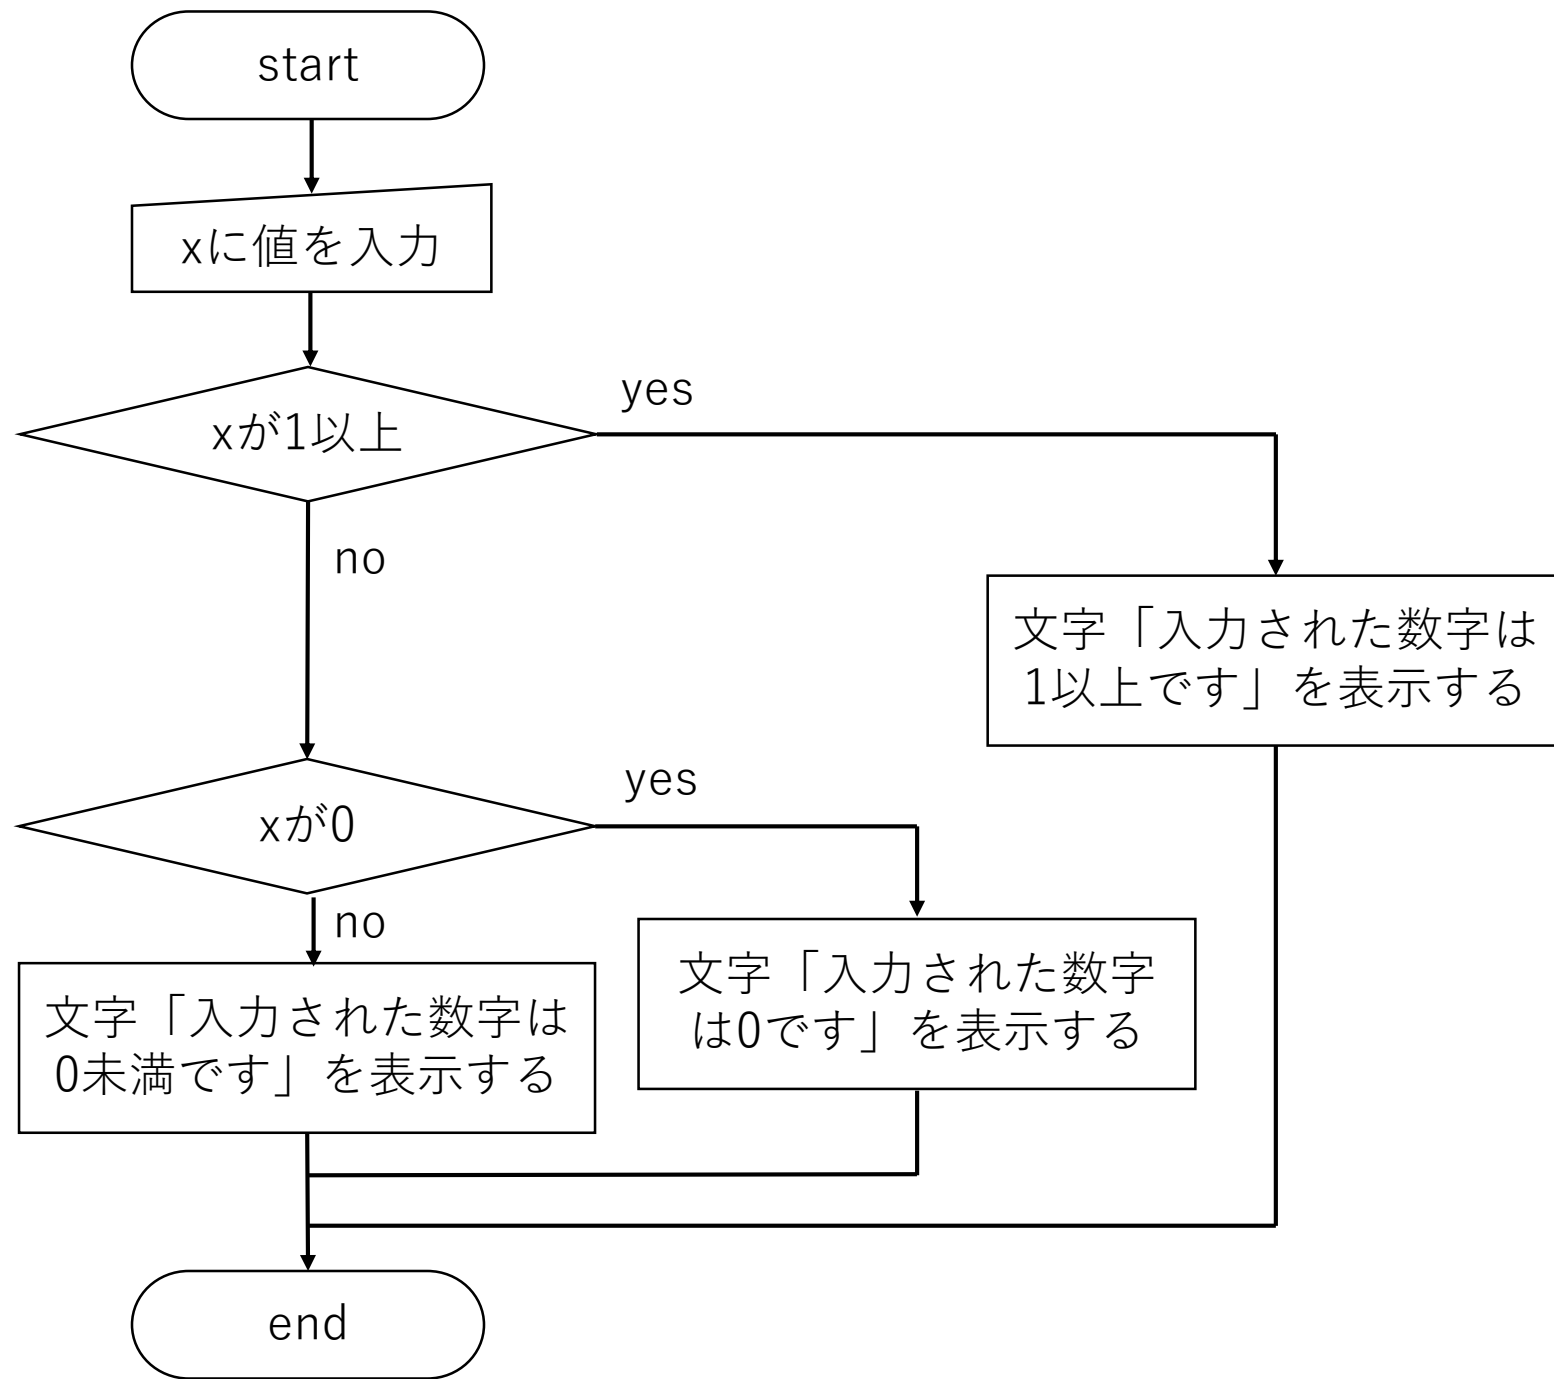 start
xに値を入力
xが1以上
yes
no
文字「入力された数字は
1以上です」を表示する
xが0
yes
no
文字「入力された数字
は0です」を表示する
文字「入力された数字は
0未満です」を表示する
end